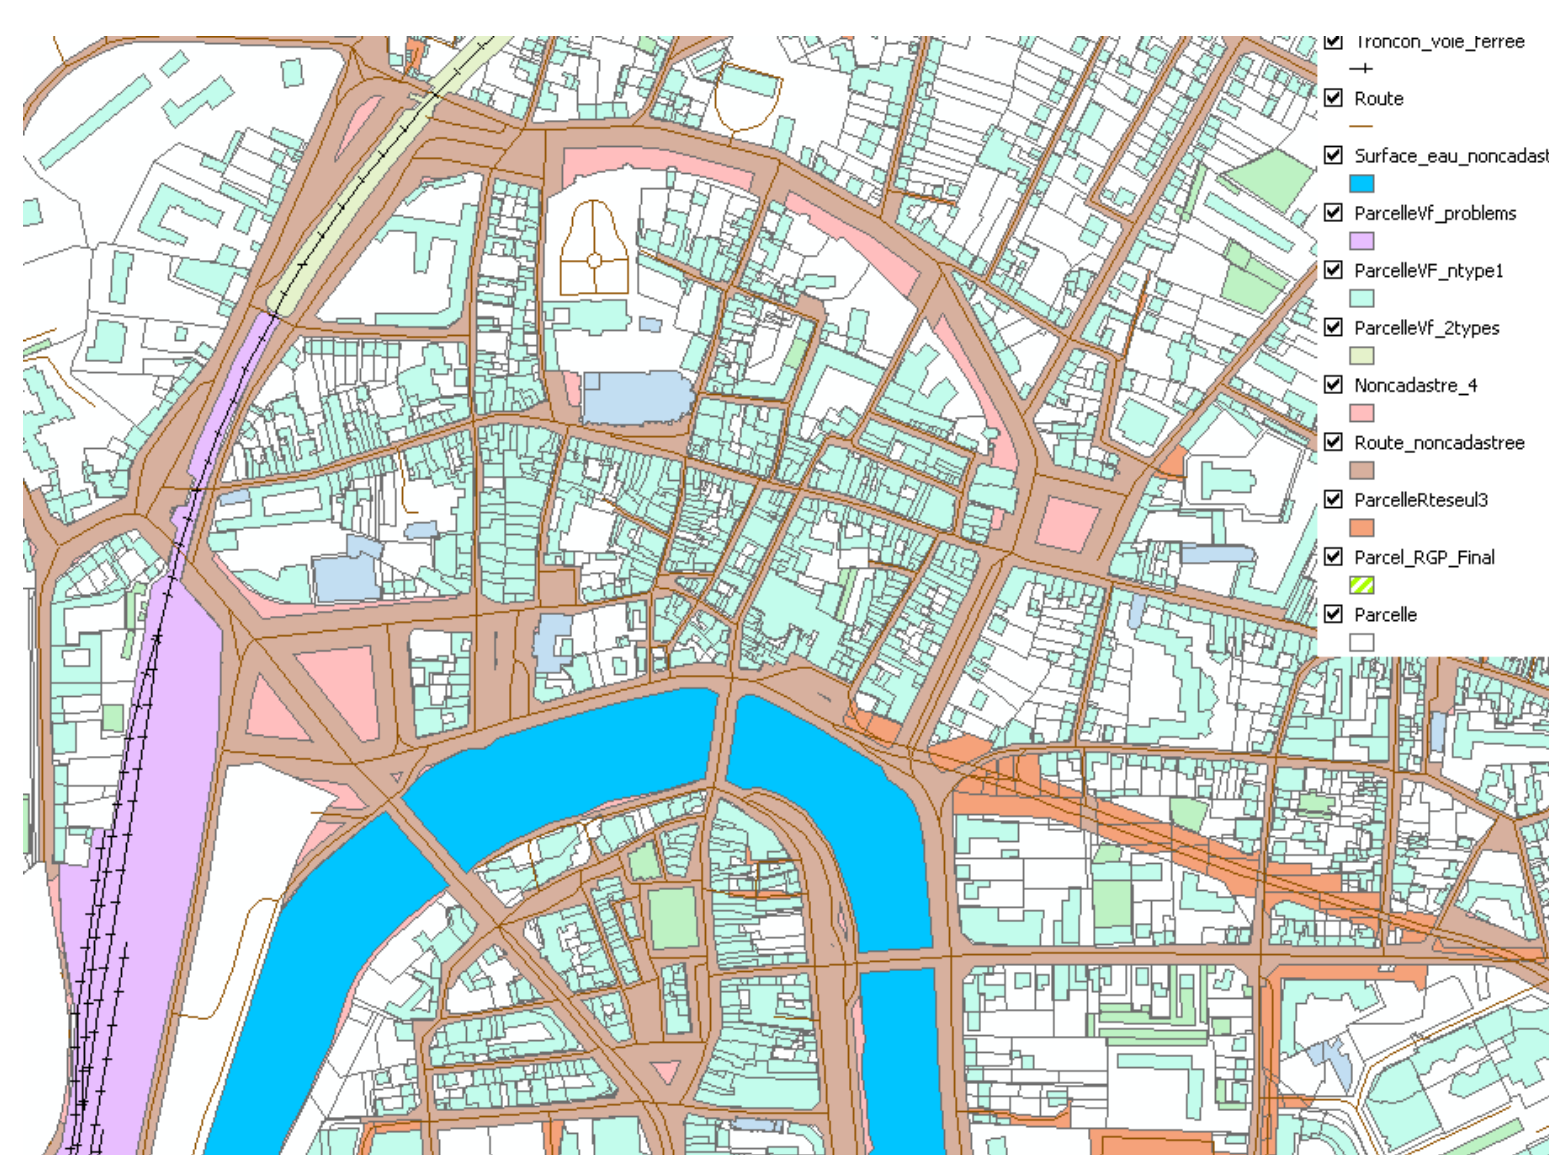 Troncon_voie_ferree
Route
Surface_eau_noncadast
ParcelleVf_problems
ParcelleVF_ntype1
ParcelleVf_2types
Noncadastre_4
Route_noncadastree
ParcelleRteseul3
Parcel_RGP_Final
Parcelle